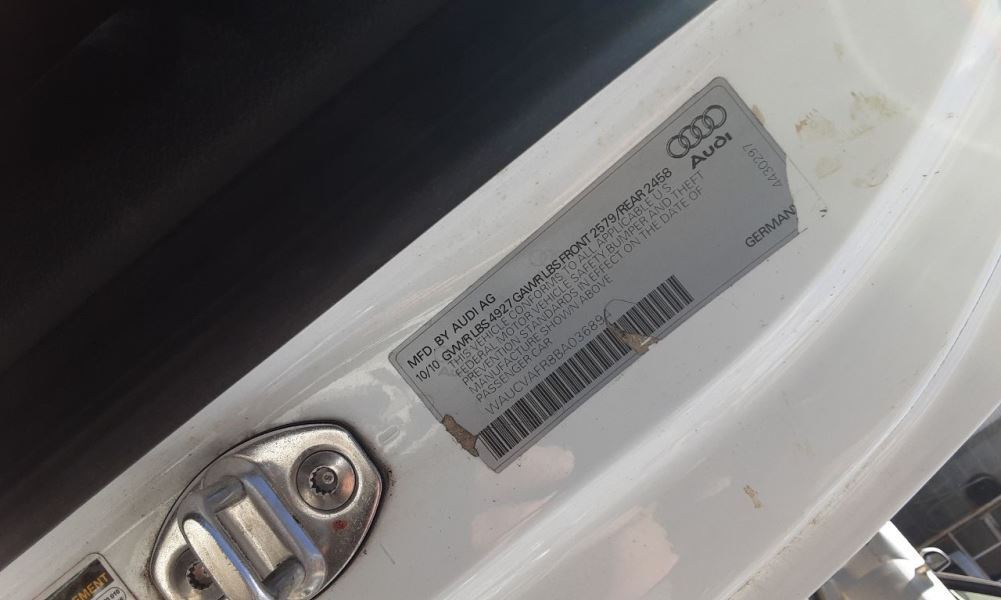 Audi
4430297
MFD. BY AUDI AG
10/10 GVWR LBS 4927 GAWR LBS FRONT 2579/REAR 2458
THIS VEHICLE CONFORMS TO ALL APPLICABLE U S
FEDERAL MOTOR VEHICLE SAFETY BUMPER AND THEFT
PREVENTION STANDARDS IN EFFECT ON THE DATE OF
MANUFACTURE SHOWN ABOVE
PASSENGER CAR
GERMAN
WAUCVAFR8BA03689